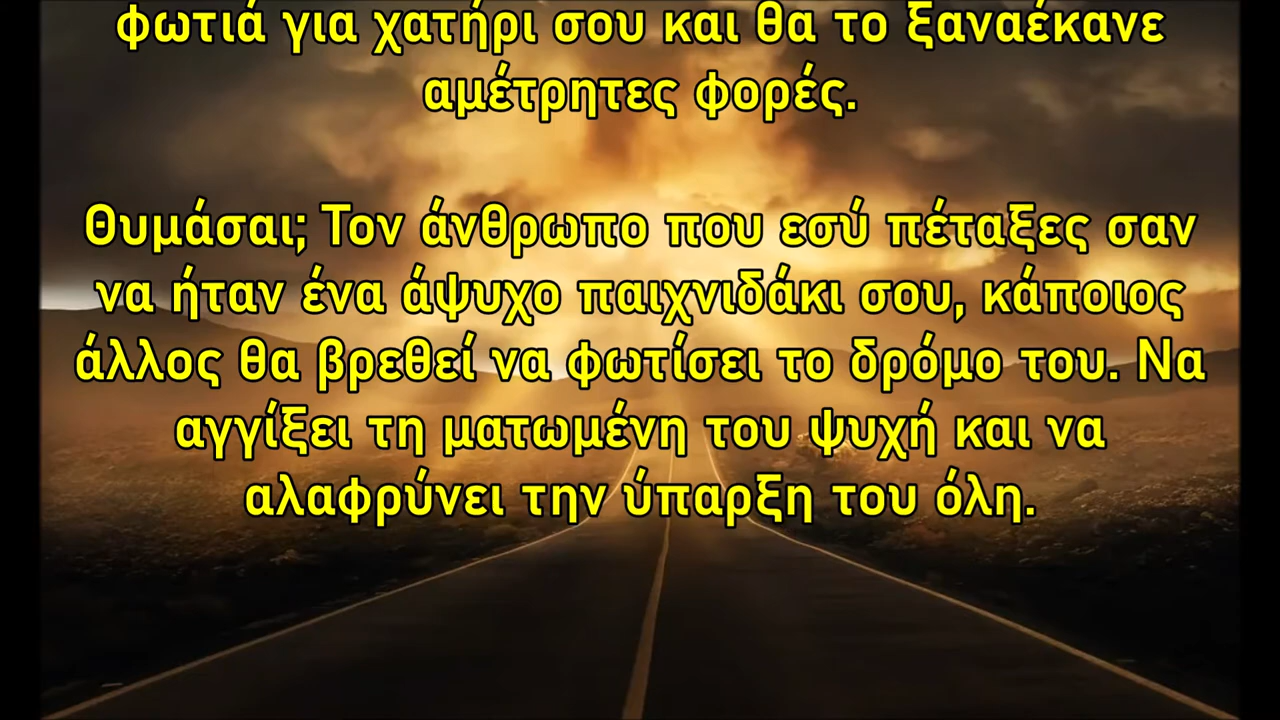 φωτιά για χατήρι σου και θα το ξαναέκανε
αμέτρητες φορές.
Θυμάσαι; Τον άνθρωπο που εσύ πέταξες σαν
να ήταν ένα άψυχο παιχνιδάκι σου, κάποιος
άλλος θα βρεθεί να φωτίσει το δρόμο του. Να
αγγίξει τη ματωμένη του ψυχή και να
αλαφρύνει την ύπαρξη του όλη.